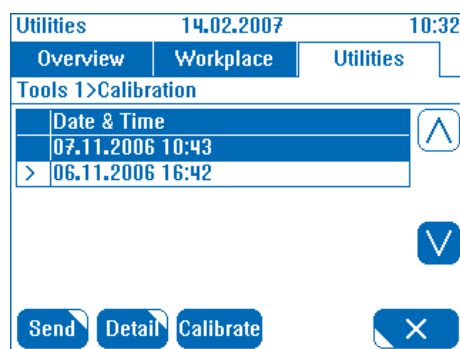 Utilities 14.02.2007 10:32
Overview Workplace Utilities
Tools 1>Calibration
Date & Time
07.11.2006 10:43
> 06.11.2006 16:42
Send Detail Calibrate